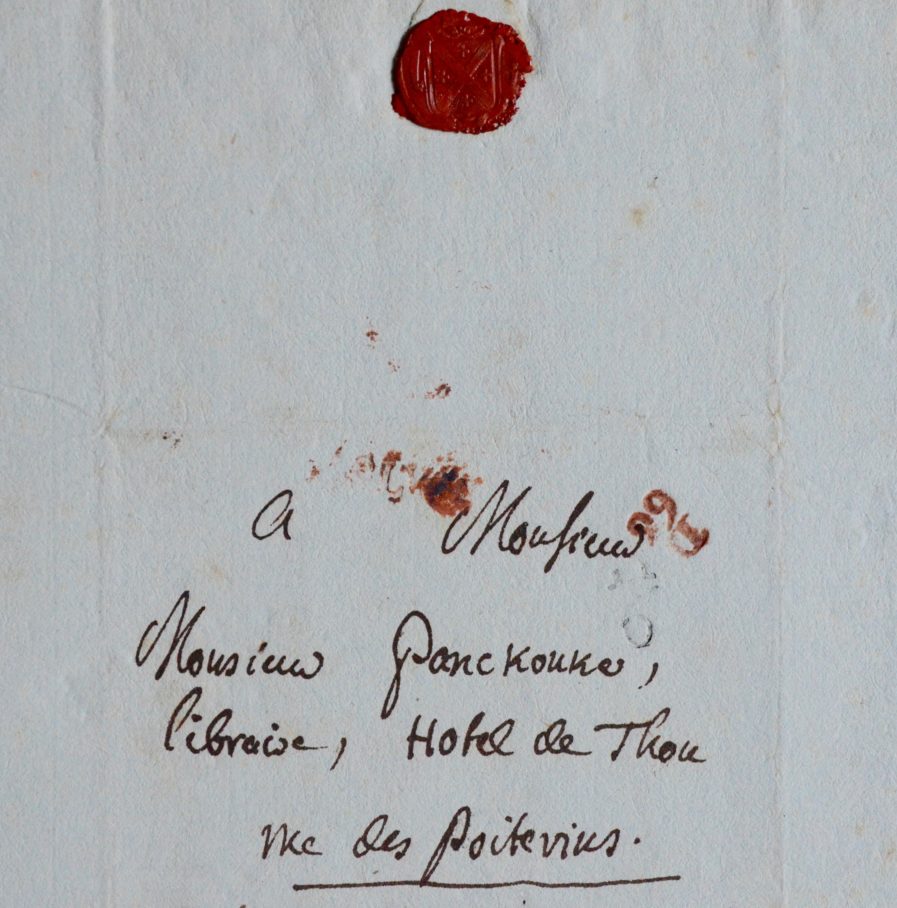 A Monsieur
Monsieur Panckouke,
libraire, Hotel de Thou
rue des Poitevins.